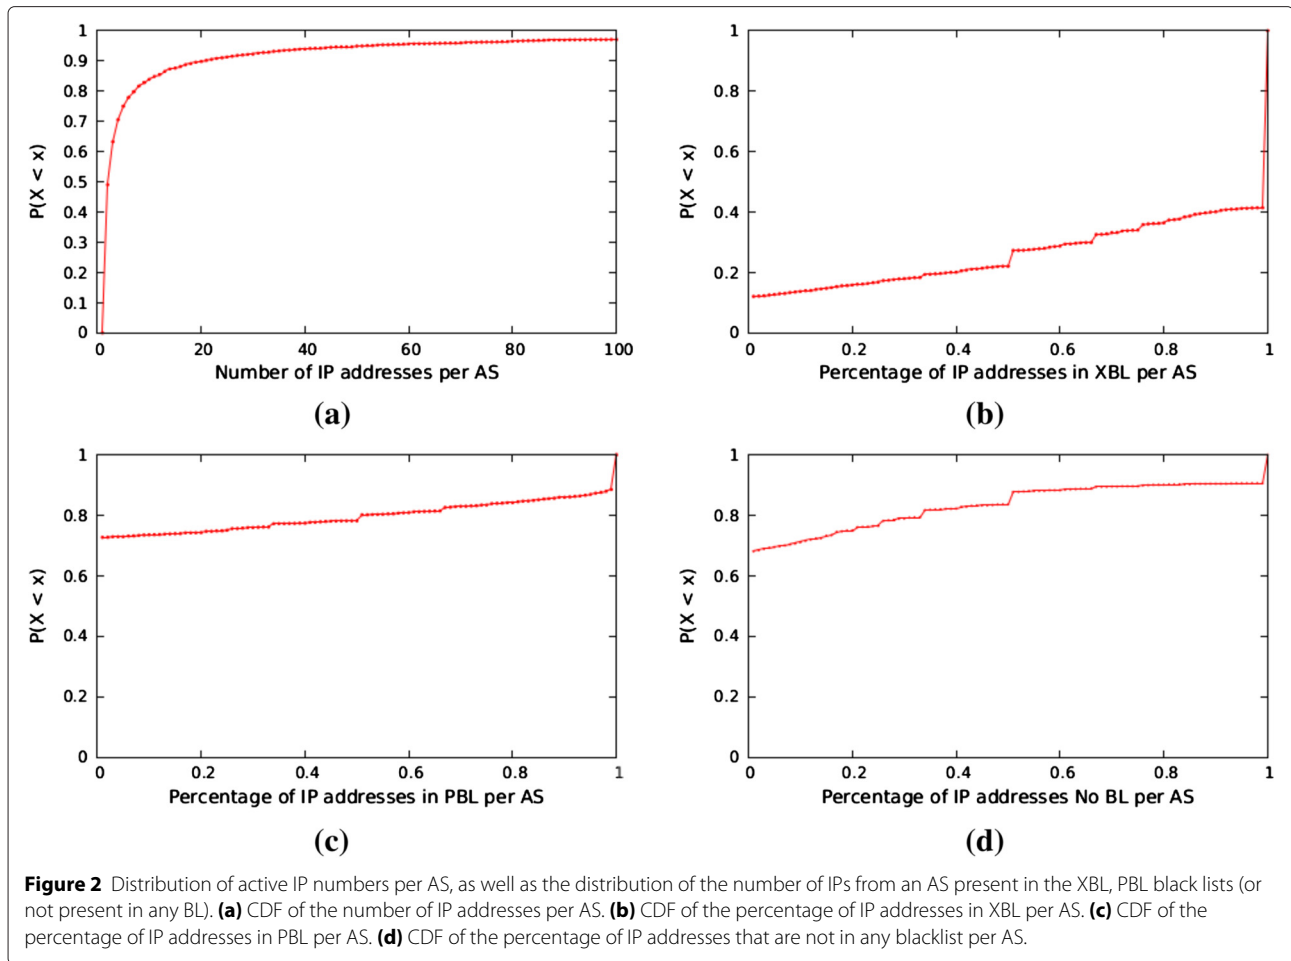 1
0.9
0.8
0.7
0.6
0.5
0.4
0.3
0.2
0.1
0
P(X < x)
0 20 40 60 80 100
Number of IP addresses per AS
(a)
1
0.8
0.6
0.4
0.2
0
P(X < x)
0 0.2 0.4 0.6 0.8 1
Percentage of IP addresses in XBL per AS
(b)
1
0.8
0.6
0.4
0.2
0
P(X < x)
0 0.2 0.4 0.6 0.8 1
Percentage of IP addresses in PBL per AS
(c)
1
0.8
0.6
0.4
0.2
0
P(X < x)
0 0.2 0.4 0.6 0.8 1
Percentage of IP addresses No BL per AS
(d)
Figure 2 Distribution of active IP numbers per AS, as well as the distribution of the number of IPs from an AS present in the XBL, PBL black lists (or
not present in any BL). (a) CDF of the number of IP addresses per AS. (b) CDF of the percentage of IP addresses in XBL per AS. (c) CDF of the
percentage of IP addresses in PBL per AS. (d) CDF of the percentage of IP addresses that are not in any blacklist per AS.